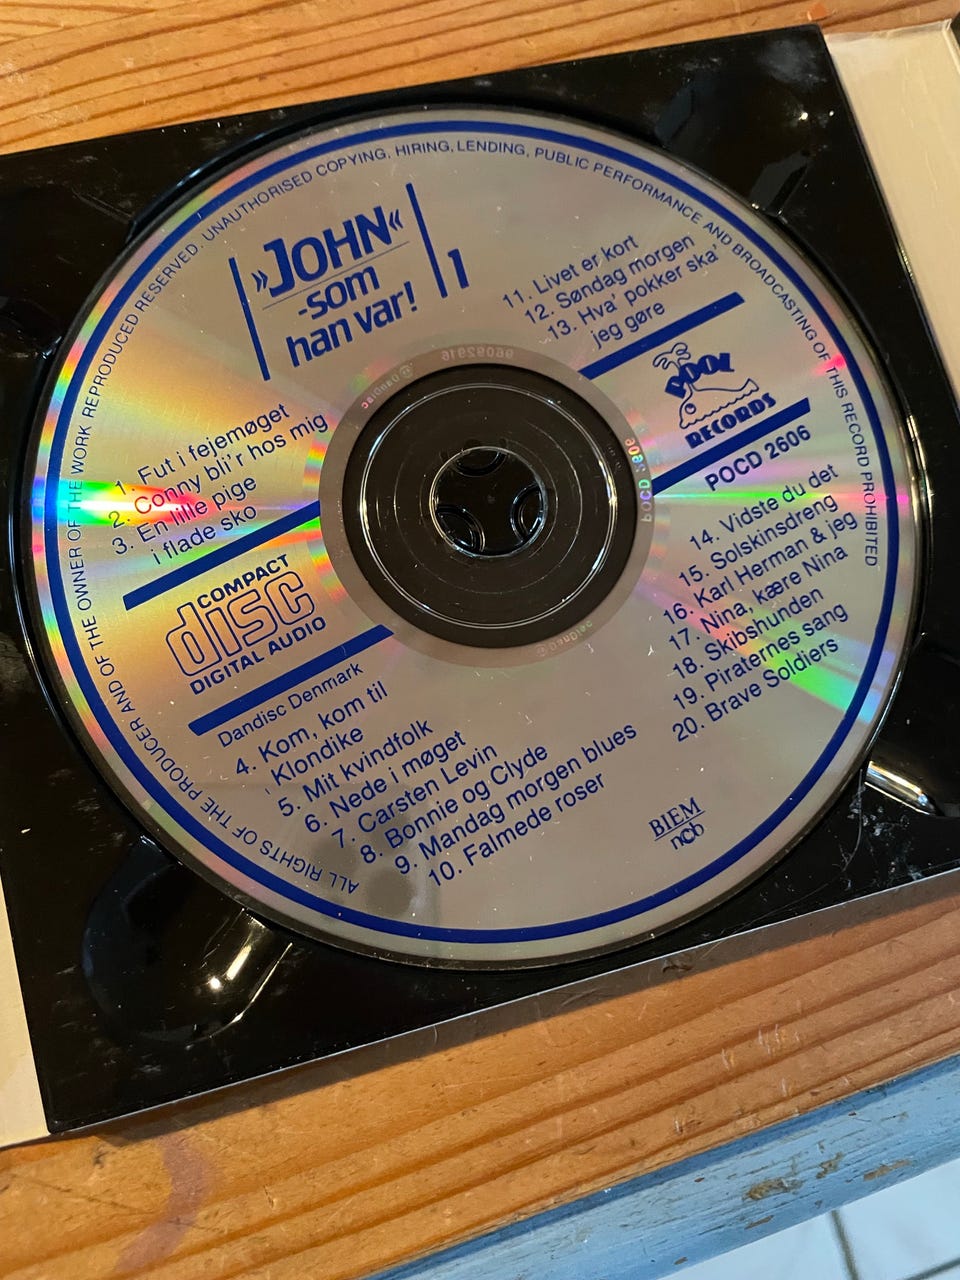 ALL RIGHTS OF THE PRODUCER AND OF THE OWNER OF THE WORK REPRODUCED RESERVED. UNAUTHORISED COPYING, HIRING, LENDING, PUBLIC PERFORMANCE AND BROADCASTING OF THIS RECORD PROHIBITED
»JOHN«
-som
han var!
1
1. Fut i fejemøget
2. Conny bli'r hos mig
3. En lille pige
i flade sko
COMPACT
disc
DIGITAL AUDIO
Dandisc Denmark
4. Kom, kom til
Klondike
5. Mit kvindfolk
6. Nede i møget
7. Carsten Levin
8. Bonnie og Clyde
9. Mandag morgen blues
10. Falmede roser
11. Livet er kort
12. Søndag morgen
13. Hva' pokker ska'
jeg gøre
POOL
RECORDS
POCD 2606
14. Vidste du det
15. Solskinsdreng
16. Karl Herman & jeg
17. Nina, kære Nina
18. Skibshunden
19. Piraternes sang
20. Brave Soldiers
BIEM
ncb
POCD 2606